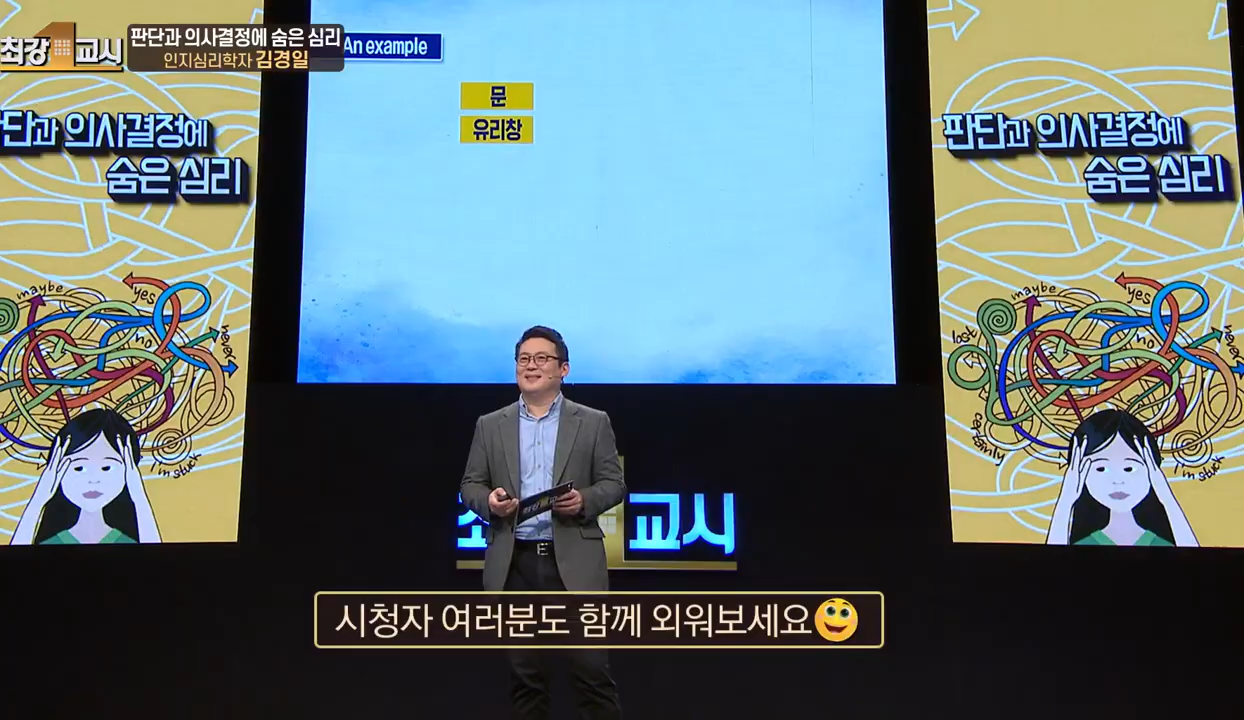 최강1교시
판단과 의사결정에 숨은 심리
인지심리학자 김경일
An example
문
유리창
단과 의사결정에
숨은 심리
maybe
yes
no
never
i'm stuck
판단과 의사결정에
숨은 심리
maybe
yes
lost
no
never
certainly
i'm stuck
교시
시청자 여러분도 함께 외워보세요